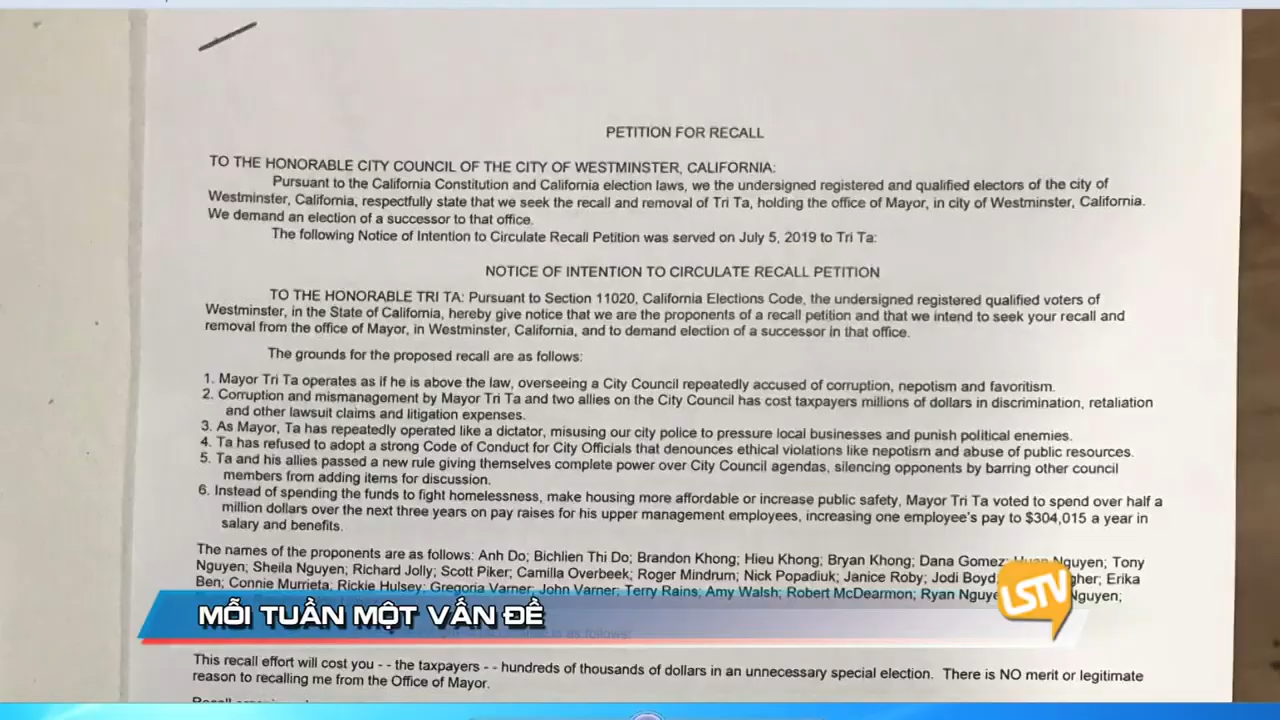 PETITION FOR RECALL
TO THE HONORABLE CITY COUNCIL OF THE CITY OF WESTMINSTER, CALIFORNIA:
Pursuant to the California Constitution and California election laws, we the undersigned registered and qualified electors of the city of
Westminster, California, respectfully state that we seek the recall and removal of Tri Ta, holding the office of Mayor, in city of Westminster, California.
We demand an election of a successor to that office.
The following Notice of Intention to Circulate Recall Petition was served on July 5, 2019 to Tri Ta:
NOTICE OF INTENTION TO CIRCULATE RECALL PETITION
TO THE HONORABLE TRI TA: Pursuant to Section 11020, California Elections Code, the undersigned registered qualified voters of
Westminster, in the State of California, hereby give notice that we are the proponents of a recall petition and that we intend to seek your recall and
removal from the office of Mayor, in Westminster, California, and to demand election of a successor in that office.
The grounds for the proposed recall are as follows:
1. Mayor Tri Ta operates as if he is above the law, overseeing a City Council repeatedly accused of corruption, nepotism and favoritism.
2. Corruption and mismanagement by Mayor Tri Ta and two allies on the City Council has cost taxpayers millions of dollars in discrimination, retaliation
and other lawsuit claims and litigation expenses.
3. As Mayor, Ta has repeatedly operated like a dictator, misusing our city police to pressure local businesses and punish political enemies.
4. Ta has refused to adopt a strong Code of Conduct for City Officials that denounces ethical violations like nepotism and abuse of public resources.
5. Ta and his allies passed a new rule giving themselves complete power over City Council agendas, silencing opponents by barring other council
members from adding items for discussion.
6. Instead of spending the funds to fight homelessness, make housing more affordable or increase public safety, Mayor Tri Ta voted to spend over half a
million dollars over the next three years on pay raises for his upper management employees, increasing one employee's pay to $304,015 a year in
salary and benefits.
The names of the proponents are as follows: Anh Do; Bichlien Thi Do; Brandon Khong; Hieu Khong; Bryan Khong; Dana Gomez; Nguyen; Tony
Nguyen; Sheila Nguyen; Richard Jolly; Scott Piker; Camilla Overbeek; Roger Mindrum; Nick Popadiuk; Janice Roby; Jodi Boyd; Erika
Ben; Connie Murrieta; Rickie Hulsey; Gregoria Varner; John Varner; Terry Rains; Amy Walsh; Robert McDearmon; Ryan Nguyen;
LSTV
MỖI TUẦN MỘT VẤN ĐỀ
is as follows:
This recall effort will cost you - - the taxpayers - - hundreds of thousands of dollars in an unnecessary special election. There is NO merit or legitimate
reason to recalling me from the Office of Mayor.